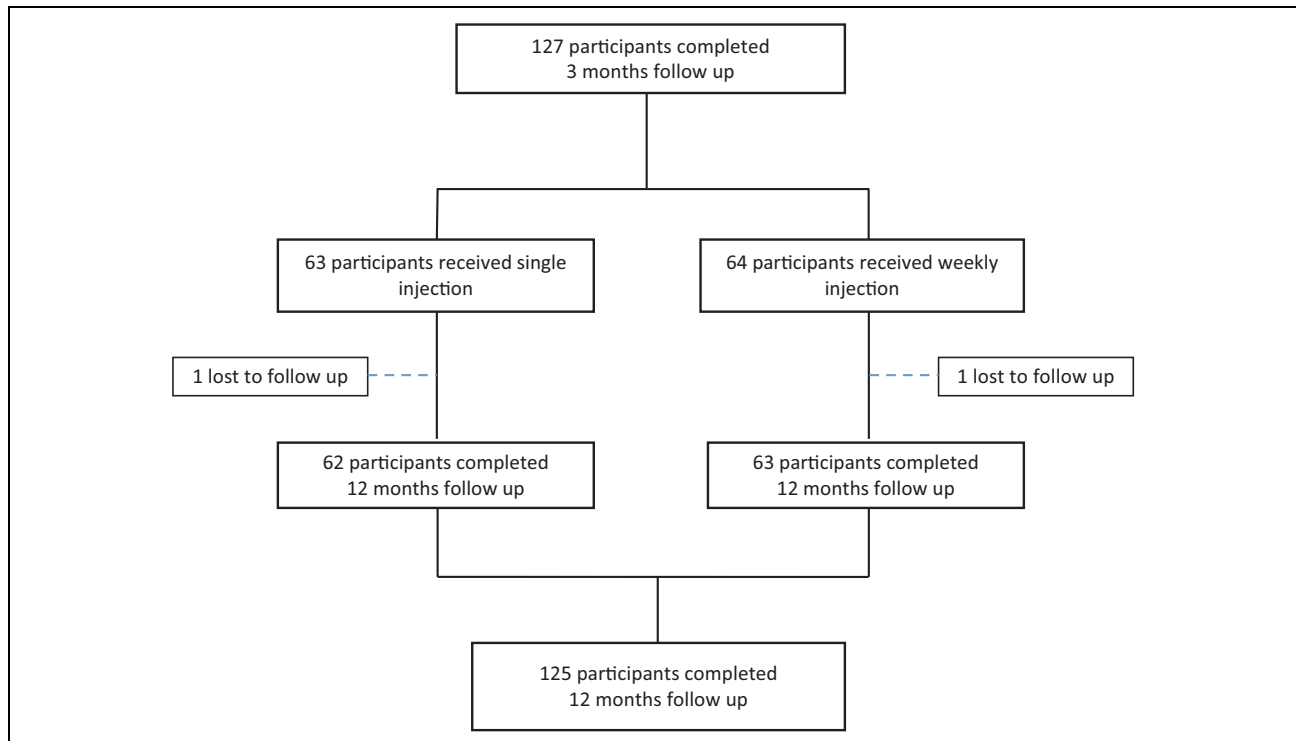 127 participants completed
3 months follow up
63 participants received single
injection
64 participants received weekly
injection
1 lost to follow up
1 lost to follow up
62 participants completed
12 months follow up
63 participants completed
12 months follow up
125 participants completed
12 months follow up